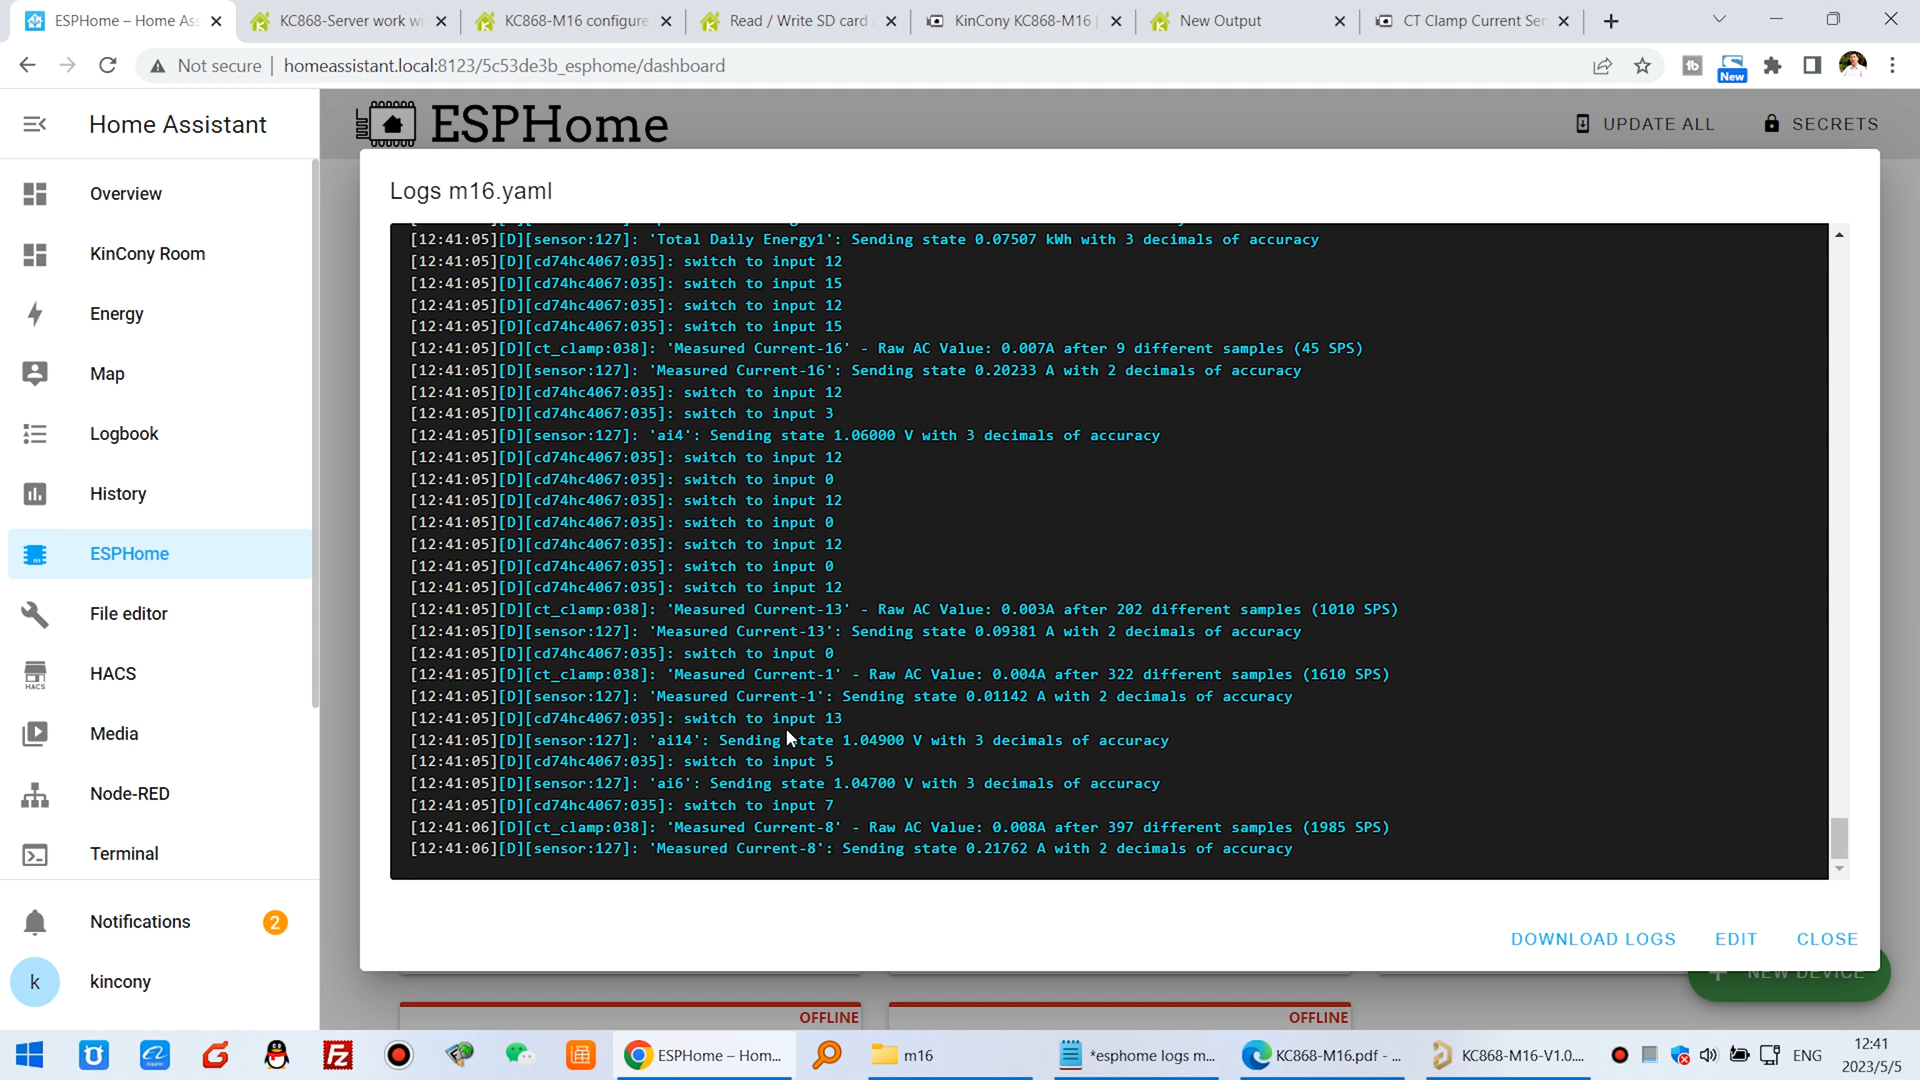 ESPHome – Home Ass
KC868-Server work wi
KC868-M16 configure
Read / Write SD card
KinCony KC868-M16 |
New Output
CT Clamp Current Sen
Not secure
homeassistant.local:8123/5c53de3b_esphome/dashboard
New
Home Assistant
ESPHome
UPDATE ALL
SECRETS
Overview
KinCony Room
Energy
Map
Logbook
History
ESPHome
File editor
HACS
HACS
Media
Node-RED
Terminal
Notifications
2
k
kincony
Logs m16.yaml
[12:41:05][D][sensor:127]: 'Total Daily Energy1': Sending state 0.07507 kWh with 3 decimals of accuracy
[12:41:05][D][cd74hc4067:035]: switch to input 12
[12:41:05][D][cd74hc4067:035]: switch to input 15
[12:41:05][D][cd74hc4067:035]: switch to input 12
[12:41:05][D][cd74hc4067:035]: switch to input 15
[12:41:05][D][ct_clamp:038]: 'Measured Current-16' - Raw AC Value: 0.007A after 9 different samples (45 SPS)
[12:41:05][D][sensor:127]: 'Measured Current-16': Sending state 0.20233 A with 2 decimals of accuracy
[12:41:05][D][cd74hc4067:035]: switch to input 12
[12:41:05][D][cd74hc4067:035]: switch to input 3
[12:41:05][D][sensor:127]: 'ai4': Sending state 1.06000 V with 3 decimals of accuracy
[12:41:05][D][cd74hc4067:035]: switch to input 12
[12:41:05][D][cd74hc4067:035]: switch to input 0
[12:41:05][D][cd74hc4067:035]: switch to input 12
[12:41:05][D][cd74hc4067:035]: switch to input 0
[12:41:05][D][cd74hc4067:035]: switch to input 12
[12:41:05][D][cd74hc4067:035]: switch to input 0
[12:41:05][D][cd74hc4067:035]: switch to input 12
[12:41:05][D][ct_clamp:038]: 'Measured Current-13' - Raw AC Value: 0.003A after 202 different samples (1010 SPS)
[12:41:05][D][sensor:127]: 'Measured Current-13': Sending state 0.09381 A with 2 decimals of accuracy
[12:41:05][D][cd74hc4067:035]: switch to input 0
[12:41:05][D][ct_clamp:038]: 'Measured Current-1' - Raw AC Value: 0.004A after 322 different samples (1610 SPS)
[12:41:05][D][sensor:127]: 'Measured Current-1': Sending state 0.01142 A with 2 decimals of accuracy
[12:41:05][D][cd74hc4067:035]: switch to input 13
[12:41:05][D][sensor:127]: 'ai14': Sending state 1.04900 V with 3 decimals of accuracy
[12:41:05][D][cd74hc4067:035]: switch to input 5
[12:41:05][D][sensor:127]: 'ai6': Sending state 1.04700 V with 3 decimals of accuracy
[12:41:05][D][cd74hc4067:035]: switch to input 7
[12:41:06][D][ct_clamp:038]: 'Measured Current-8' - Raw AC Value: 0.008A after 397 different samples (1985 SPS)
[12:41:06][D][sensor:127]: 'Measured Current-8': Sending state 0.21762 A with 2 decimals of accuracy
DOWNLOAD LOGS
EDIT
CLOSE
NEW DEVICE
OFFLINE
OFFLINE
ESPHome – Hom...
m16
*esphome logs m...
KC868-M16.pdf - ...
KC868-M16-V1.0....
ENG
12:41
2023/5/5